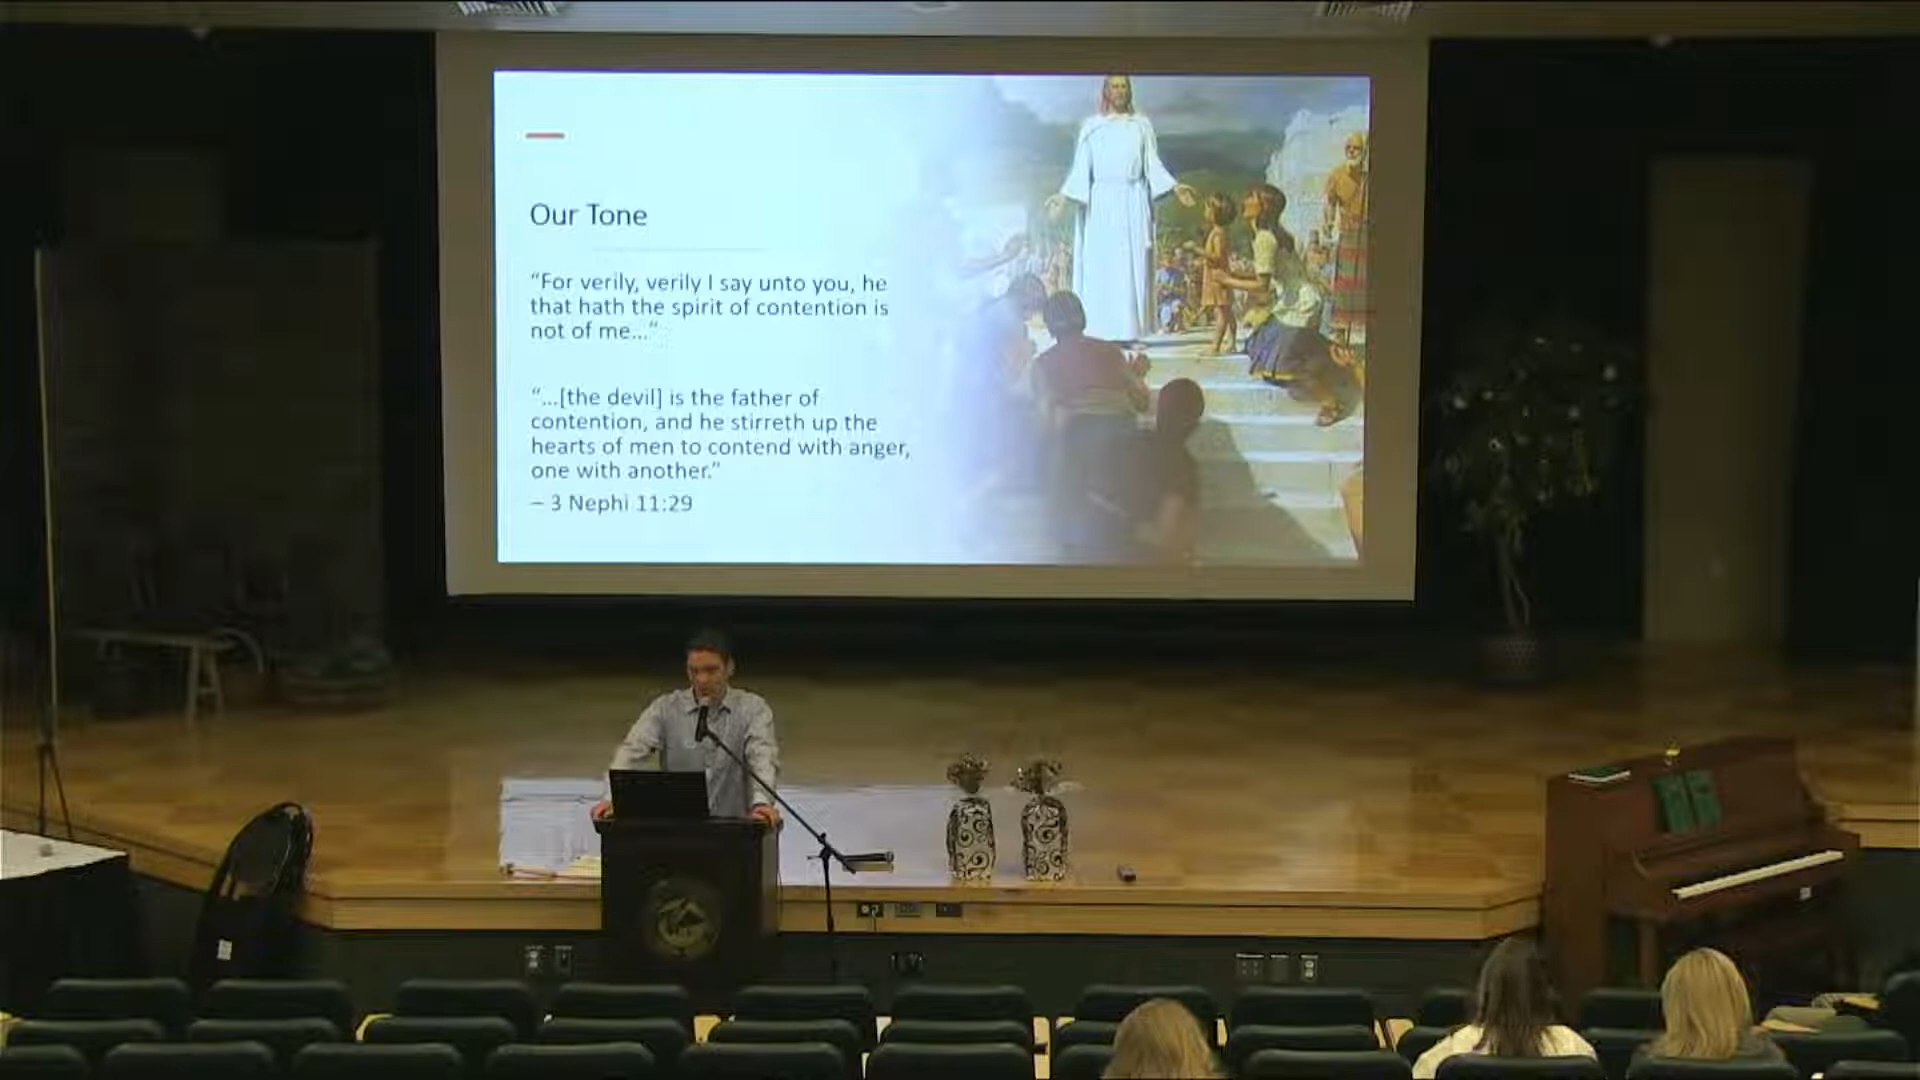 Our Tone
“For verily, verily I say unto you, he
that hath the spirit of contention is
not of me...”
“...[the devil] is the father of
contention, and he stirreth up the
hearts of men to contend with anger,
one with another.”
– 3 Nephi 11:29